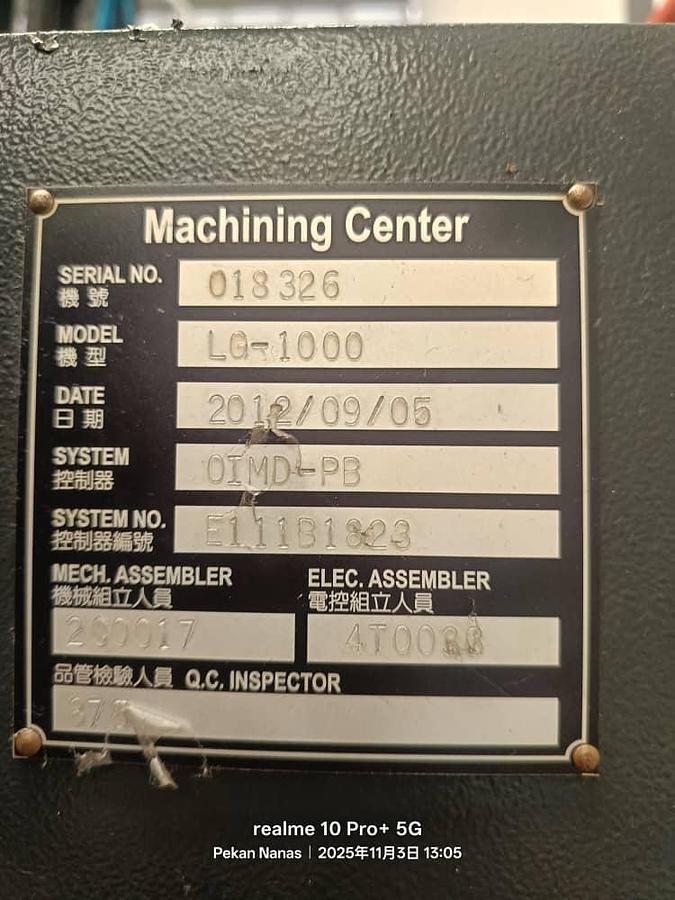 Machining Center
SERIAL NO. 018326
機 號
MODEL LG-1000
機 型
DATE 2012/09/05
日 期
SYSTEM 0IMD-PB
控制器
SYSTEM NO. E111B1823
控制器編號
MECH. ASSEMBLER ELEC. ASSEMBLER
機械組立人員 電控組立人員
品管檢驗人員 Q.C. INSPECTOR
realme 10 Pro+ 5G
Pekan Nanas | 2025年11月3日 13:05